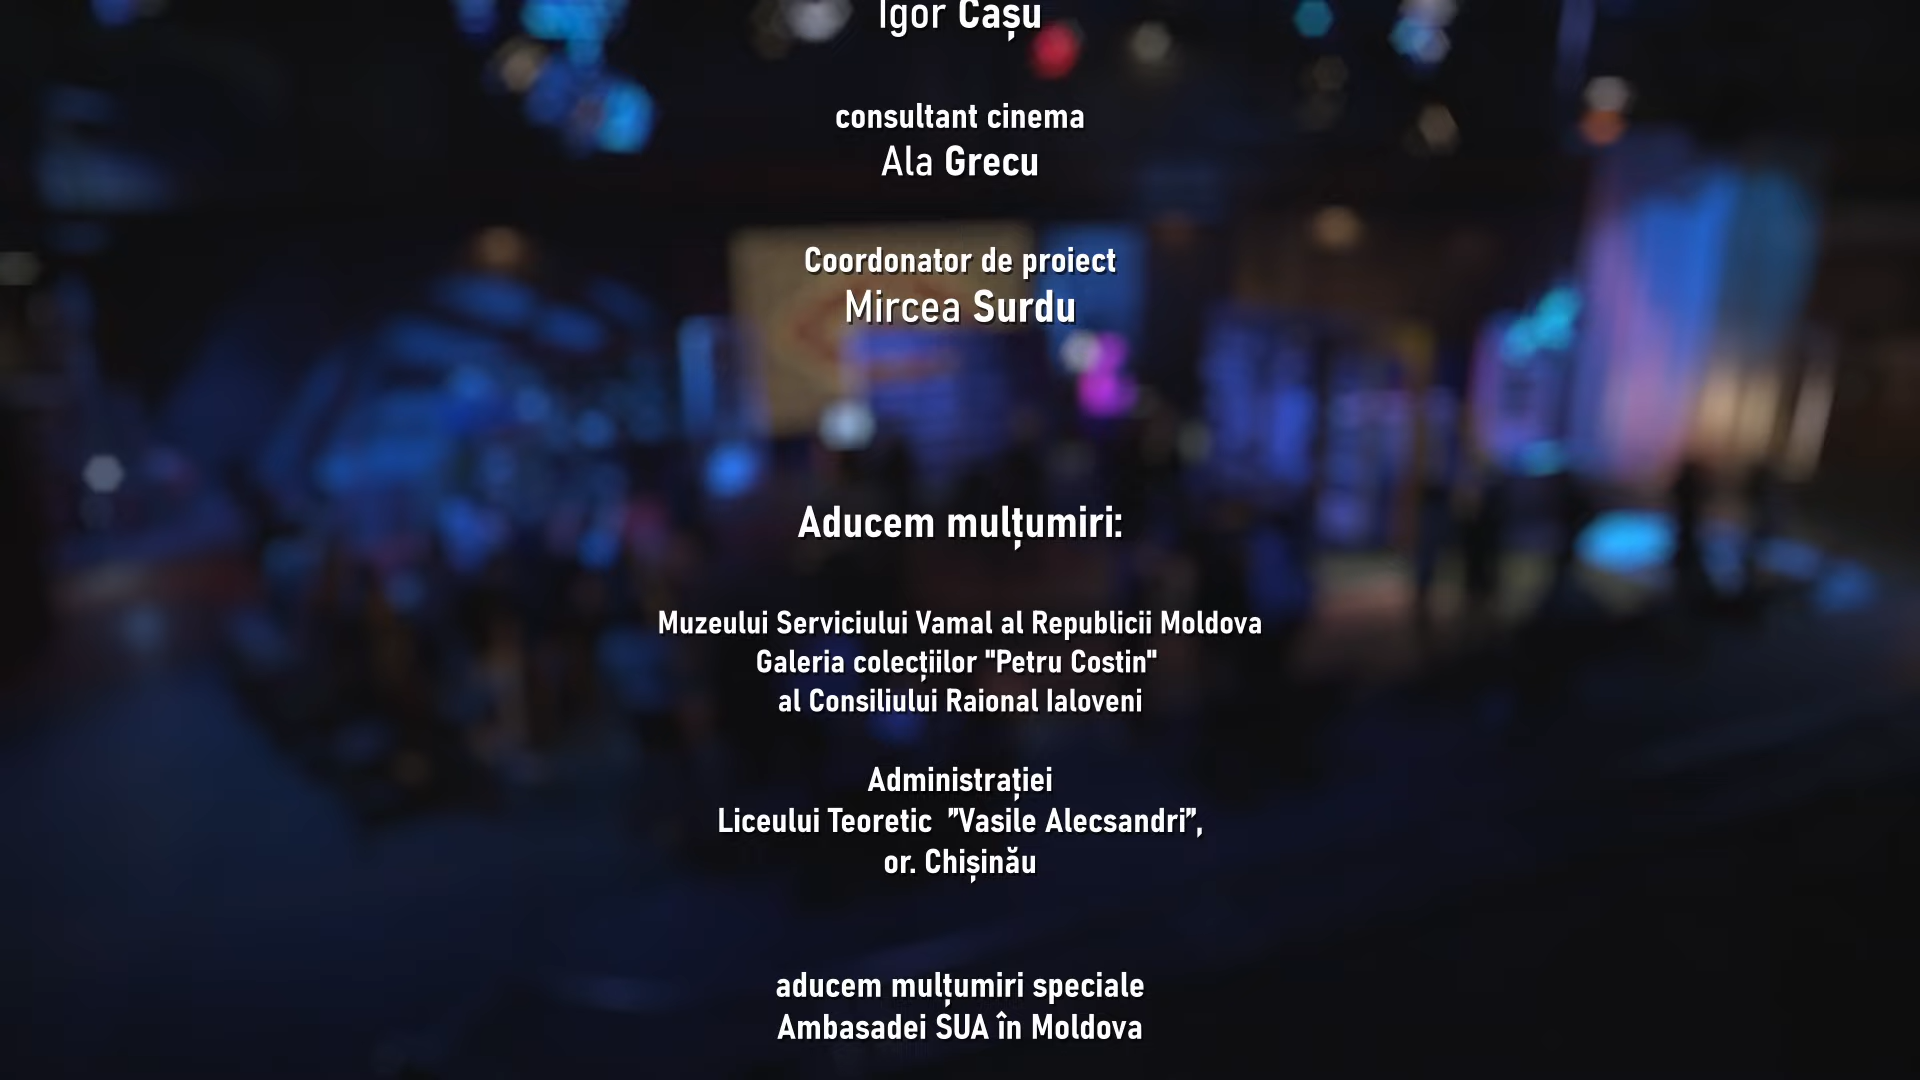 Igor Cașu
consultant cinema
Ala Grecu
Coordonator de proiect
Mircea Surdu
Aducem mulțumiri:
Muzeului Serviciului Vamal al Republicii Moldova
Galeria colecțiilor "Petru Costin"
al Consiliului Raional Ialoveni
Administrației
Liceului Teoretic ”Vasile Alecsandri”,
or. Chișinău
aducem mulțumiri speciale
Ambasadei SUA în Moldova